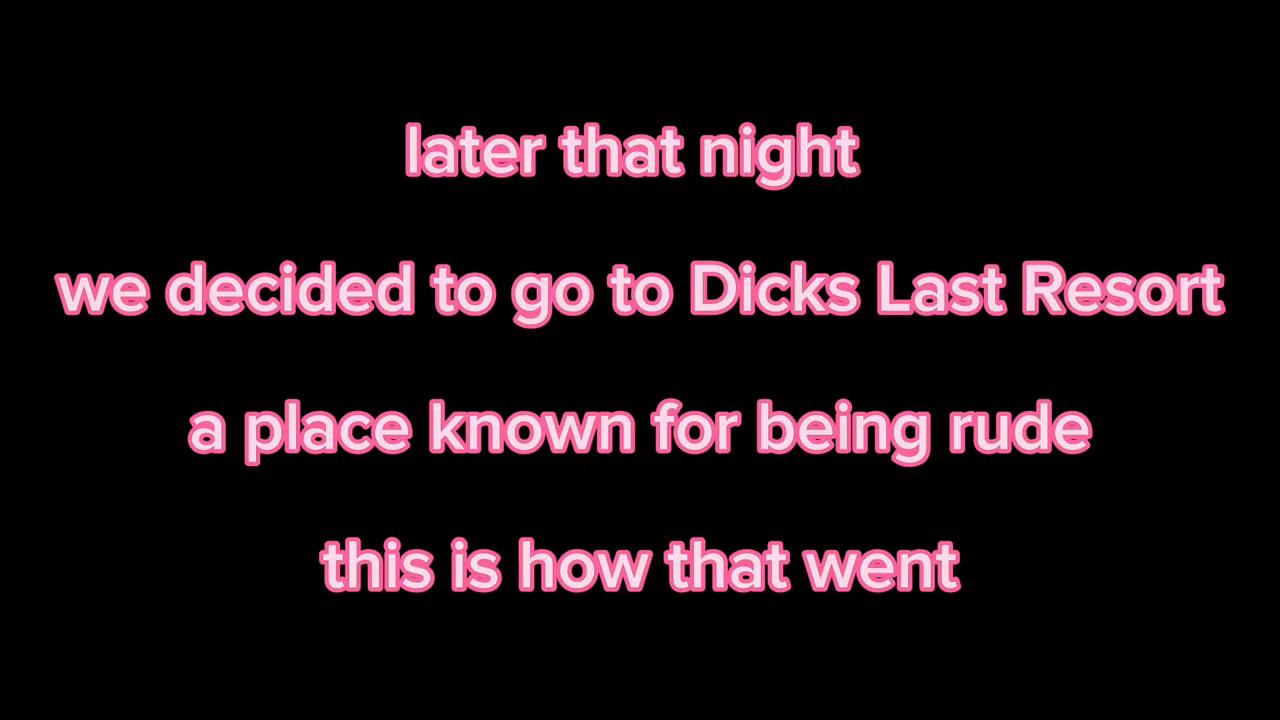 later that night
we decided to go to Dicks Last Resort
a place known for being rude
this is how that went